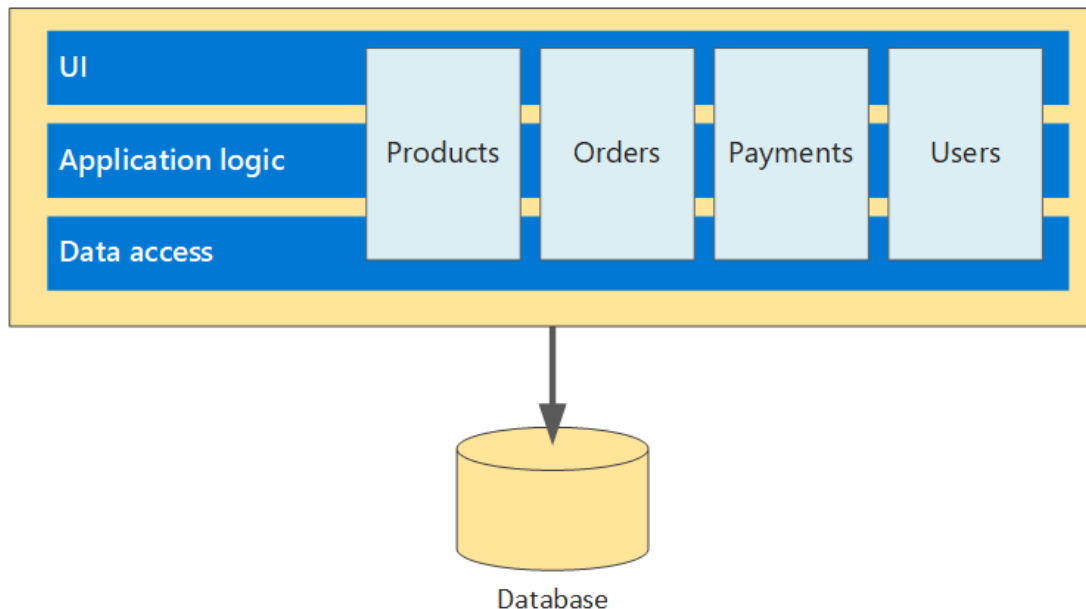 UI
Application logic
Data access
Products
Orders
Payments
Users
Database